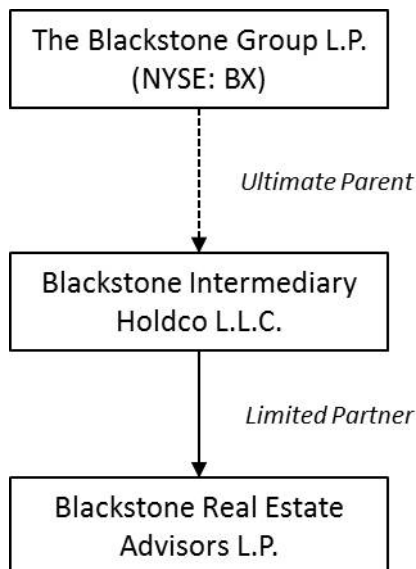 The Blackstone Group L.P.
(NYSE: BX)
Ultimate Parent
Blackstone Intermediary
Holdco L.L.C.
Limited Partner
Blackstone Real Estate
Advisors L.P.